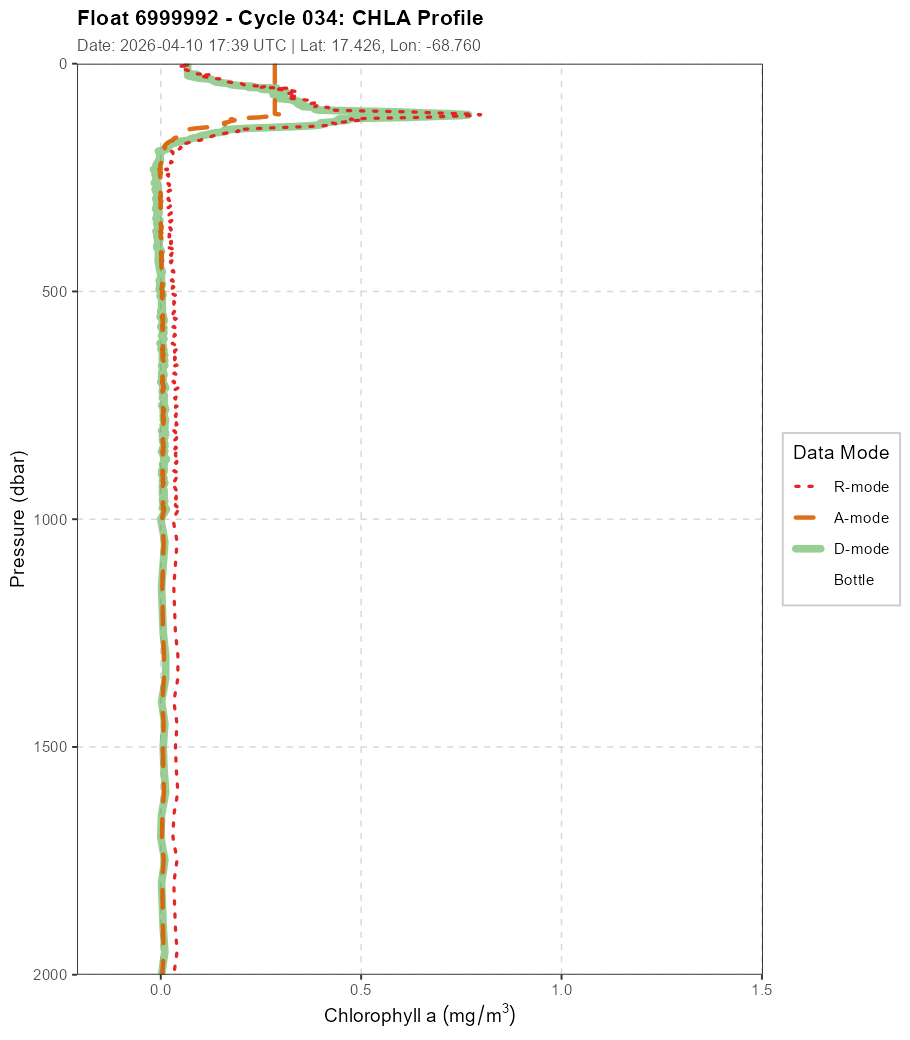 Float 6999992 - Cycle 034: CHLA Profile
Date: 2026-04-10 17:39 UTC | Lat: 17.426, Lon: -68.760
0
500
1000
1500
2000
Pressure (dbar)
0.0 0.5 1.0 1.5
Chlorophyll a (mg/m³)
Data Mode
R-mode
A-mode
D-mode
Bottle